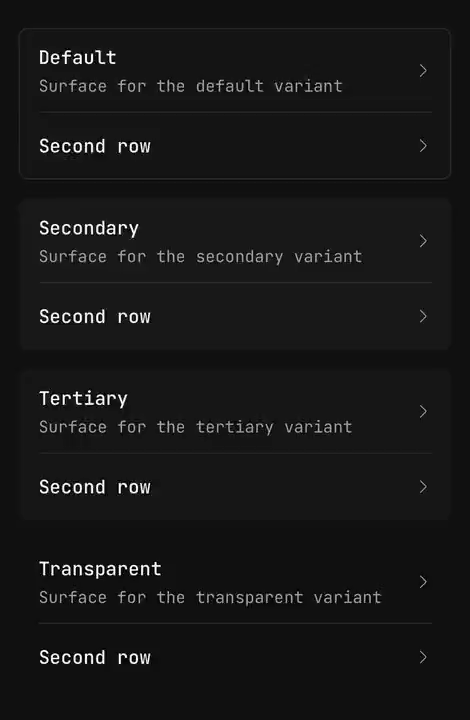 Default
Surface for the default variant
Second row
Secondary
Surface for the secondary variant
Second row
Tertiary
Surface for the tertiary variant
Second row
Transparent
Surface for the transparent variant
Second row